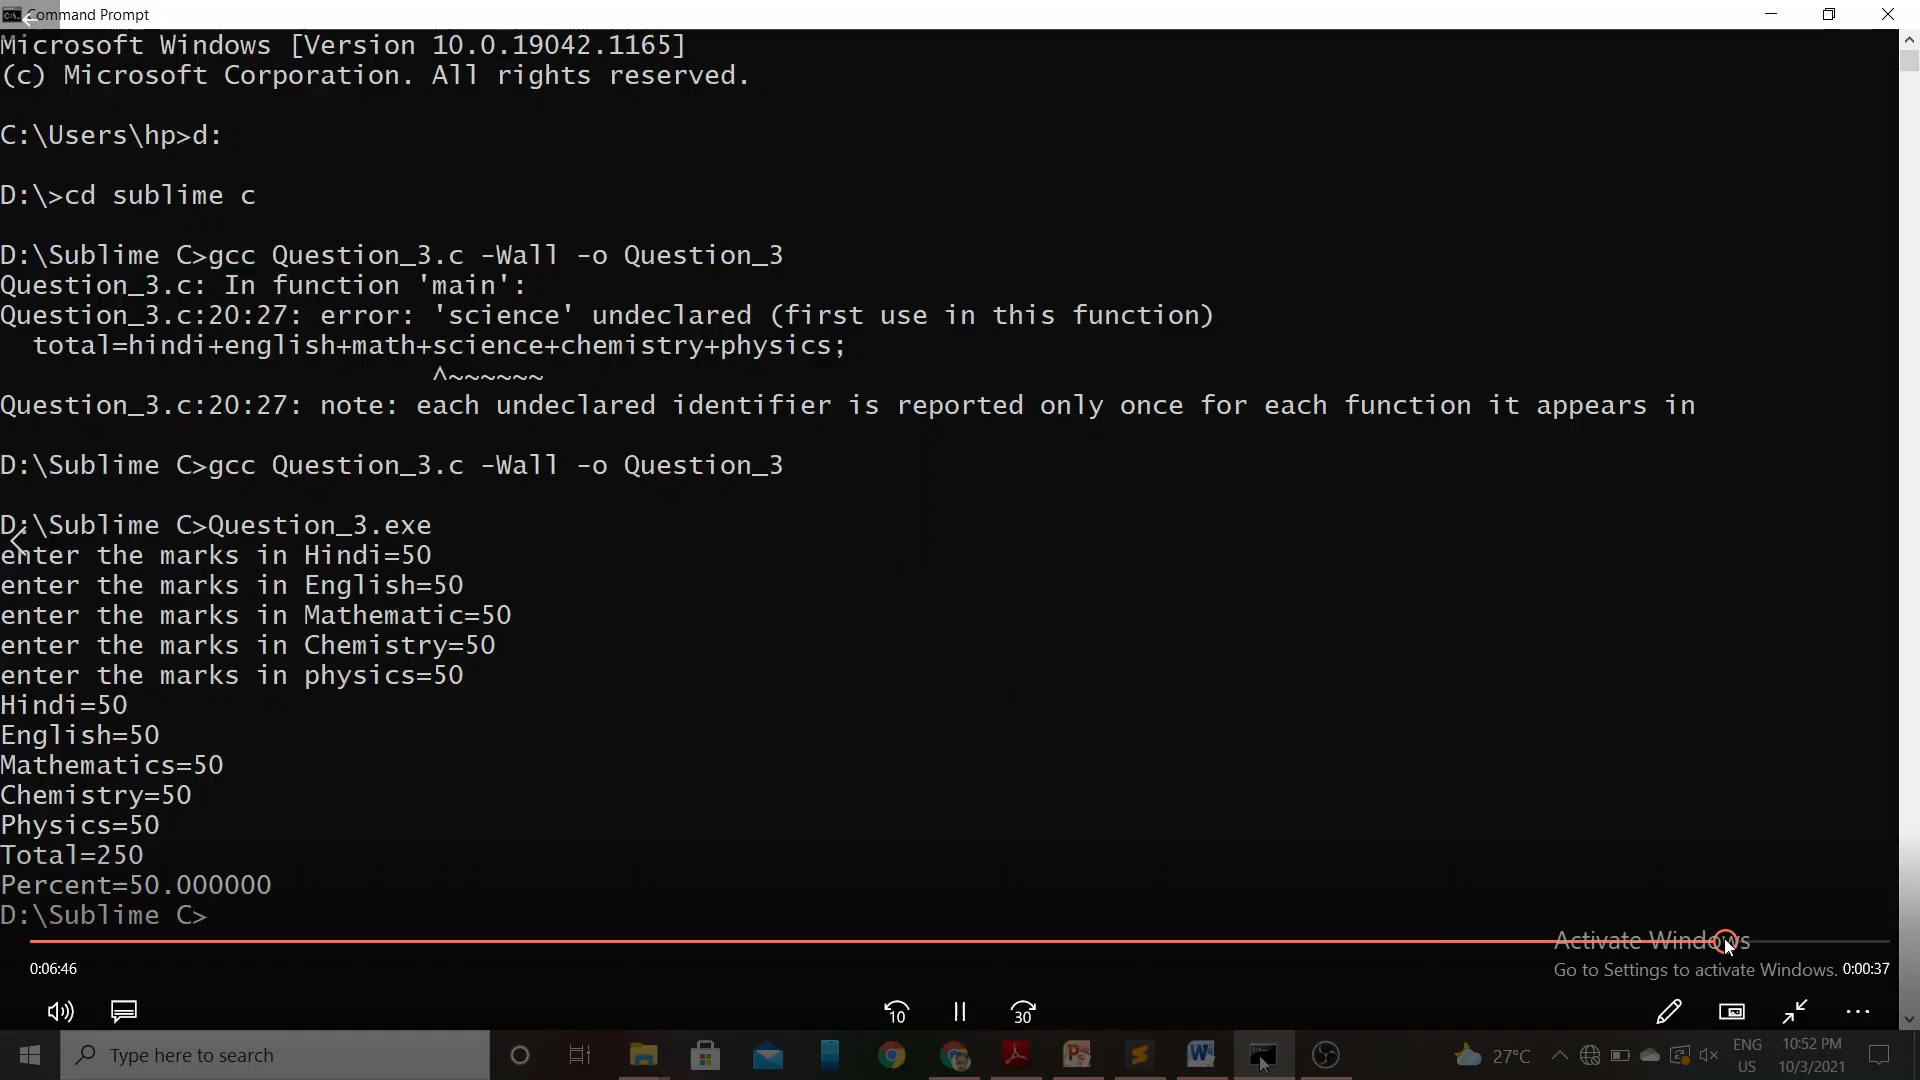 Command Prompt
Microsoft Windows [Version 10.0.19042.1165]
(c) Microsoft Corporation. All rights reserved.
C:\Users\hp>d:
D:\>cd sublime c
D:\Sublime C>gcc Question_3.c -Wall -o Question_3
Question_3.c: In function 'main':
Question_3.c:20:27: error: 'science' undeclared (first use in this function)
total=hindi+english+math+science+chemistry+physics;
^~~~~~~
Question_3.c:20:27: note: each undeclared identifier is reported only once for each function it appears in
D:\Sublime C>gcc Question_3.c -Wall -o Question_3
D:\Sublime C>Question_3.exe
enter the marks in Hindi=50
enter the marks in English=50
enter the marks in Mathematic=50
enter the marks in Chemistry=50
enter the marks in physics=50
Hindi=50
English=50
Mathematics=50
Chemistry=50
Physics=50
Total=250
Percent=50.000000
D:\Sublime C>
Activate Windows
Go to Settings to activate Windows.
0:06:46
0:00:37
10
30
Type here to search
27°C
ENG
US
10:52 PM
10/3/2021